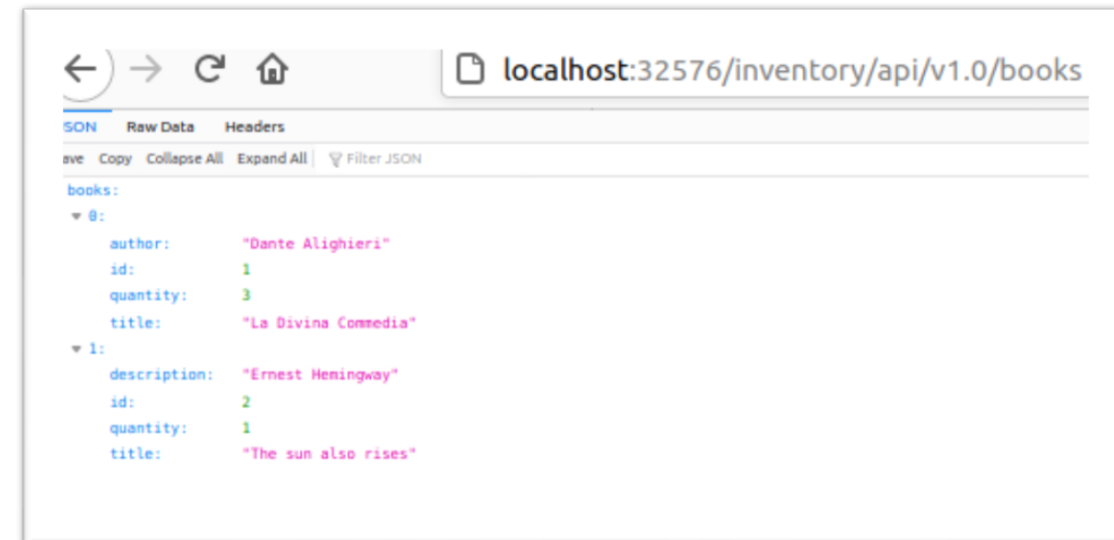 localhost:32576/inventory/api/v1.0/books
SON Raw Data Headers
ave Copy Collapse All Expand All Filter JSON
books:
0:
author: "Dante Alighieri"
id: 1
quantity: 3
title: "La Divina Commedia"
1:
description: "Ernest Hemingway"
id: 2
quantity: 1
title: "The sun also rises"